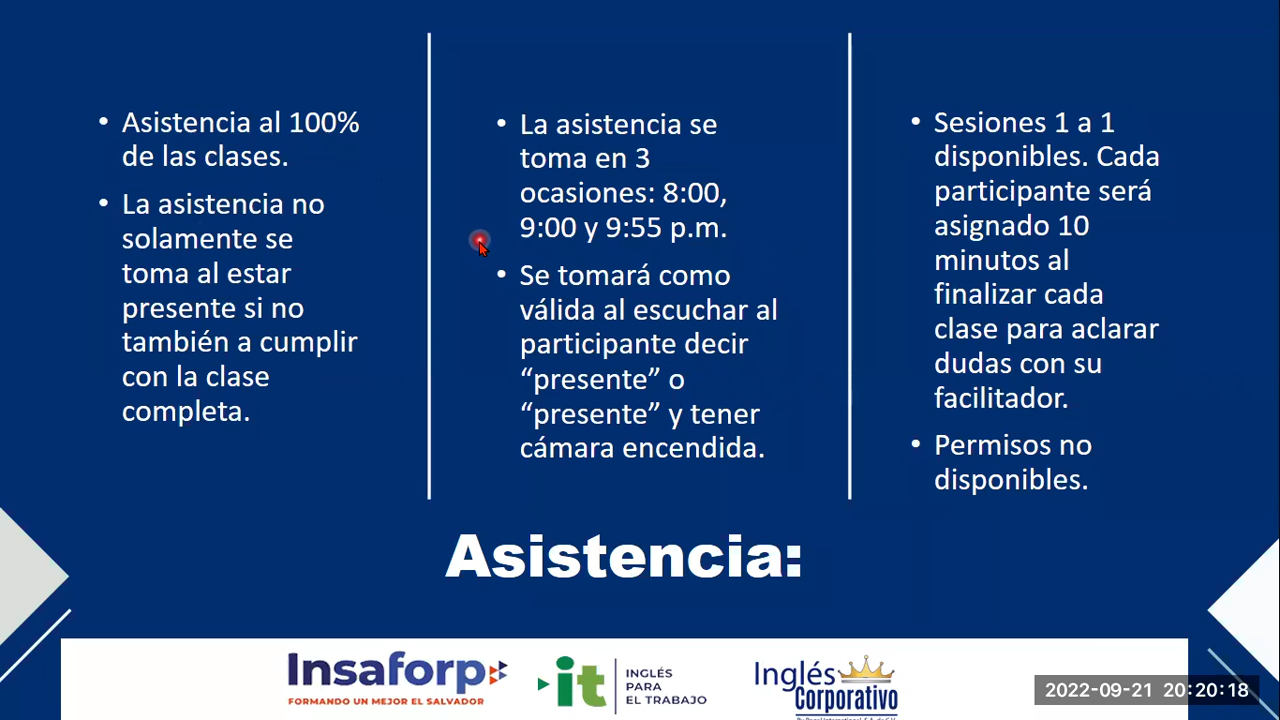 • Asistencia al 100%
de las clases.
• La asistencia no
solamente se
toma al estar
presente si no
también a cumplir
con la clase
completa.
• La asistencia se
toma en 3
ocasiones: 8:00,
9:00 y 9:55 p.m.
• Se tomará como
válida al escuchar al
participante decir
“presente” o
“presente” y tener
cámara encendida.
• Sesiones 1 a 1
disponibles. Cada
participante será
asignado 10
minutos al
finalizar cada
clase para aclarar
dudas con su
facilitador.
• Permisos no
disponibles.
Asistencia:
Insaforp
FORMANDO UN MEJOR EL SALVADOR
it
INGLÉS
PARA
EL TRABAJO
Inglés
Corporativo
2022-09-21 20:20:18